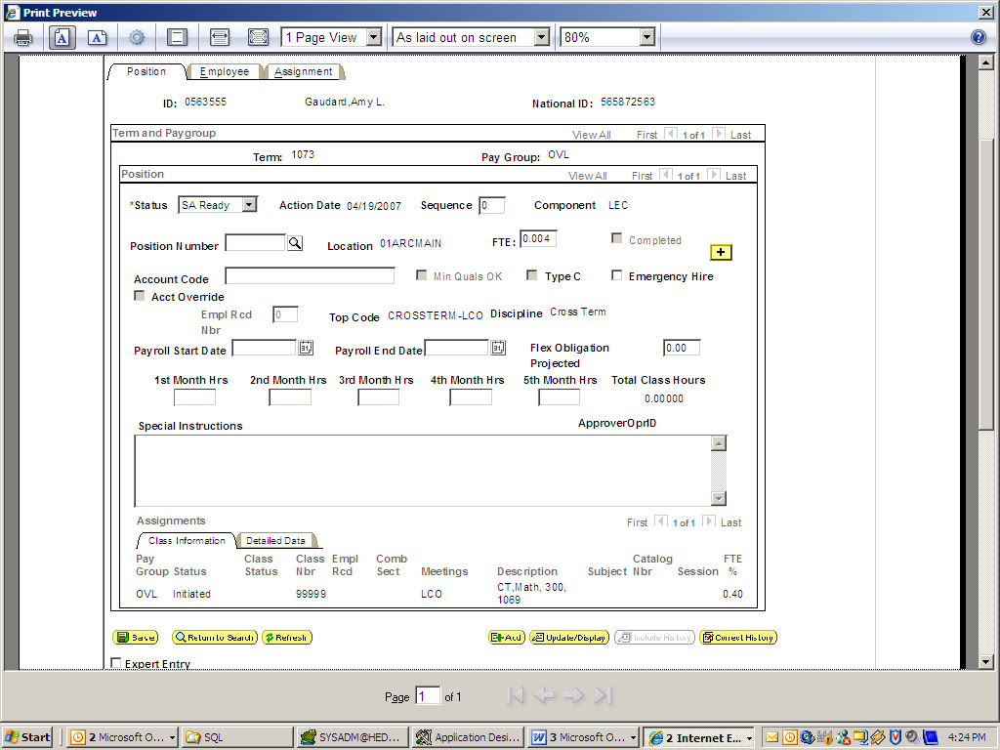 Print Preview
1 Page View As laid out on screen 80%
Position Employee Assignment
ID: 0563555 Gaudard,Amy L. National ID: 565872563
Term and Paygroup View All First 1 of 1 Last
Term: 1073 Pay Group: OVL
Position View All First 1 of 1 Last
*Status SA Ready Action Date 04/19/2007 Sequence 0 Component LEC
Position Number Location 01ARCMAIN FTE: 0.004 Completed
+
Account Code Min Quals OK Type C Emergency Hire
Acct Override
Empl Rcd Nbr 0 Top Code CROSSTERM-LCO Discipline Cross Term
Payroll Start Date 31 Payroll End Date 31 Flex Obligation Projected 0.00
1st Month Hrs 2nd Month Hrs 3rd Month Hrs 4th Month Hrs 5th Month Hrs Total Class Hours
0.00000
Special Instructions ApproverOprID
Assignments First 1 of 1 Last
Class Information Detailed Data
Pay Class Class Empl Comb Catalog FTE
Group Status Status Nbr Rcd Sect Meetings Description Subject Nbr Session %
OVL Initiated 99999 LCO CT,Math, 300, 0.40
1069
Save Return to Search Refresh Add Update/Display Include History Correct History
Expert Entry
Page 1 of 1
Start 2 Microsoft O... SQL SYSADM@HED... Application Desi... 3 Microsoft O... 2 Internet E... 4:24 PM